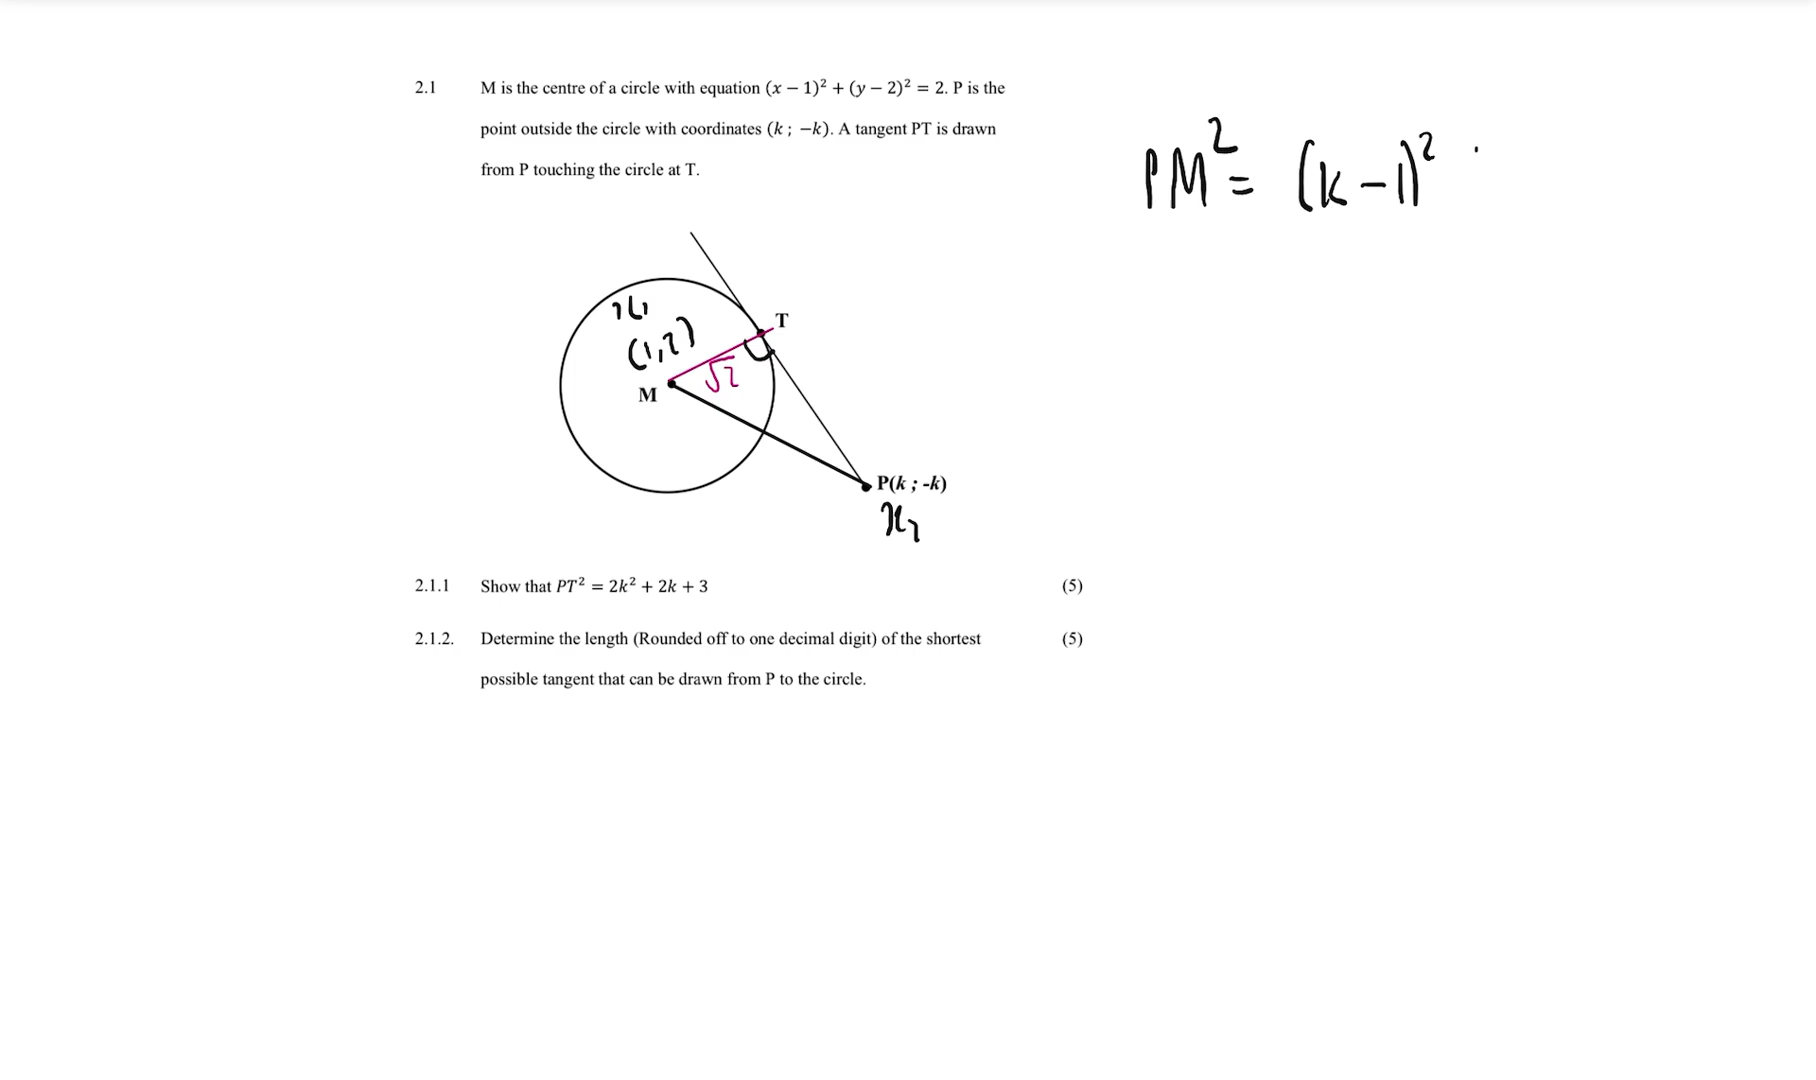 2.1 M is the centre of a circle with equation (x − 1)² + (y − 2)² = 2. P is the
point outside the circle with coordinates (k ; −k). A tangent PT is drawn
from P touching the circle at T.
PM² = (k −1)² .
x₁
(1,2)
T
√2
M
P(k ; -k)
x₂
2.1.1 Show that PT² = 2k² + 2k + 3 (5)
2.1.2. Determine the length (Rounded off to one decimal digit) of the shortest (5)
possible tangent that can be drawn from P to the circle.